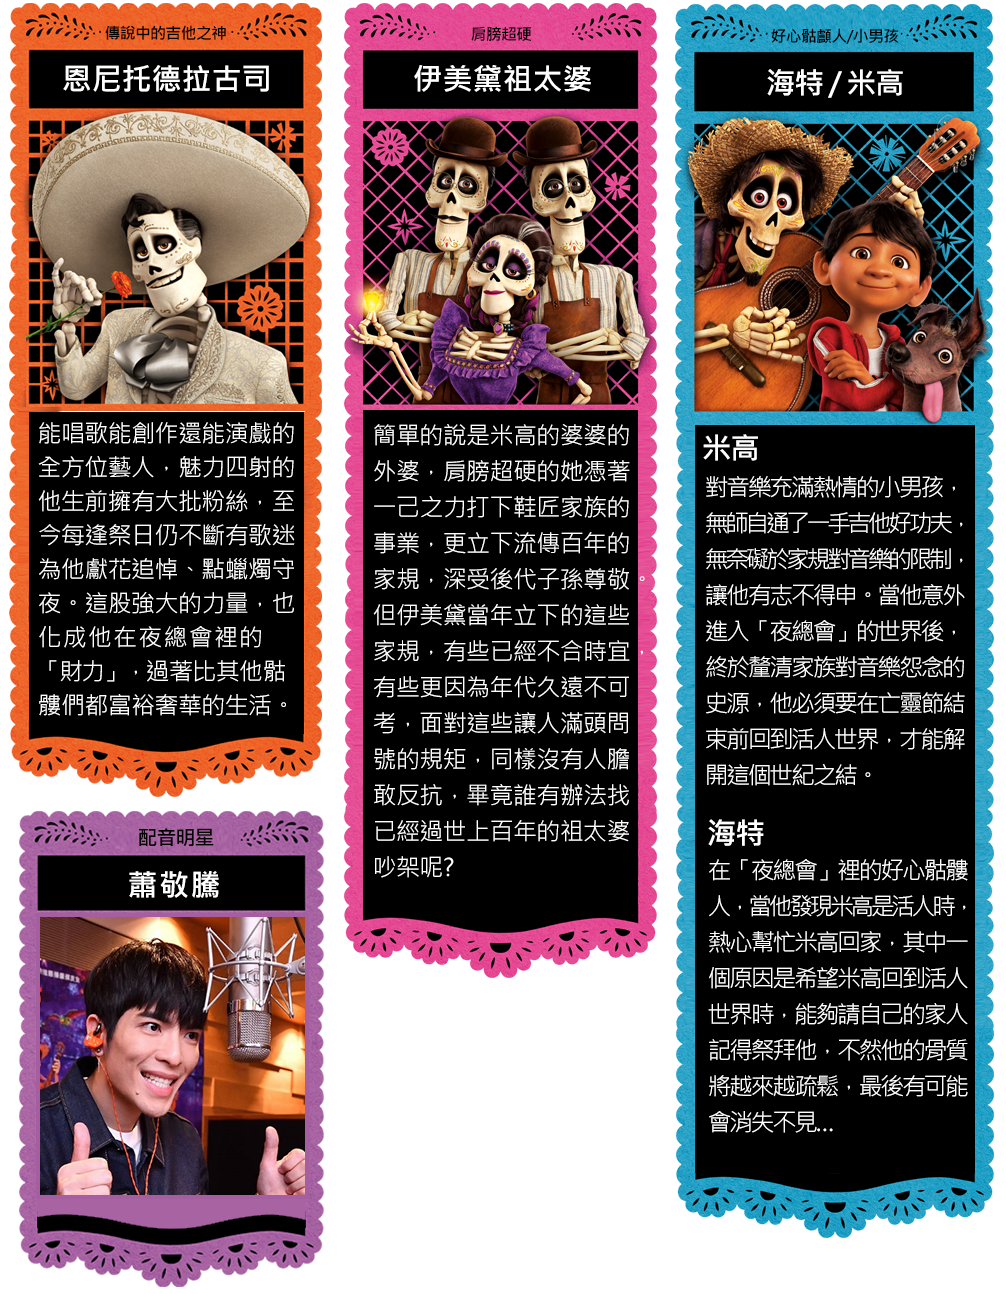 傳說中的吉他之神
恩尼托德拉古司
能唱歌能創作還能演戲的
全方位藝人，魅力四射的
他生前擁有大批粉絲，至
今每逢祭日仍不斷有歌迷
為他獻花追悼、點蠟燭守
夜。這股強大的力量，也
化成他在夜總會裡的
「財力」，過著比其他骷
髏們都富裕奢華的生活。
配音明星
蕭敬騰
肩膀超硬
伊美黛祖太婆
簡單的說是米高的婆婆的
外婆，肩膀超硬的她憑著
一己之力打下鞋匠家族的
事業，更立下流傳百年的
家規，深受後代子孫尊敬。
但伊美黛當年立下的這些
家規，有些已經不合時宜，
有些更因為年代久遠不可
考，面對這些讓人滿頭問
號的規矩，同樣沒有人膽
敢反抗，畢竟誰有辦法找
已經過世上百年的祖太婆
吵架呢?
好心骷顱人/小男孩
海特/米高
米高
對音樂充滿熱情的小男孩，
無師自通了一手吉他好功夫，
無奈礙於家規對音樂的限制，
讓他有志不得申。當他意外
進入「夜總會」的世界後，
終於釐清家族對音樂怨念的
史源，他必須要在亡靈節結
束前回到活人世界，才能解
開這個世紀之結。
海特
在「夜總會」裡的好心骷髏
人，當他發現米高是活人時，
熱心幫忙米高回家，其中一
個原因是希望米高回到活人
世界時，能夠請自己的家人
記得祭拜他，不然他的骨質
將越來越疏鬆，最後有可能
會消失不見...